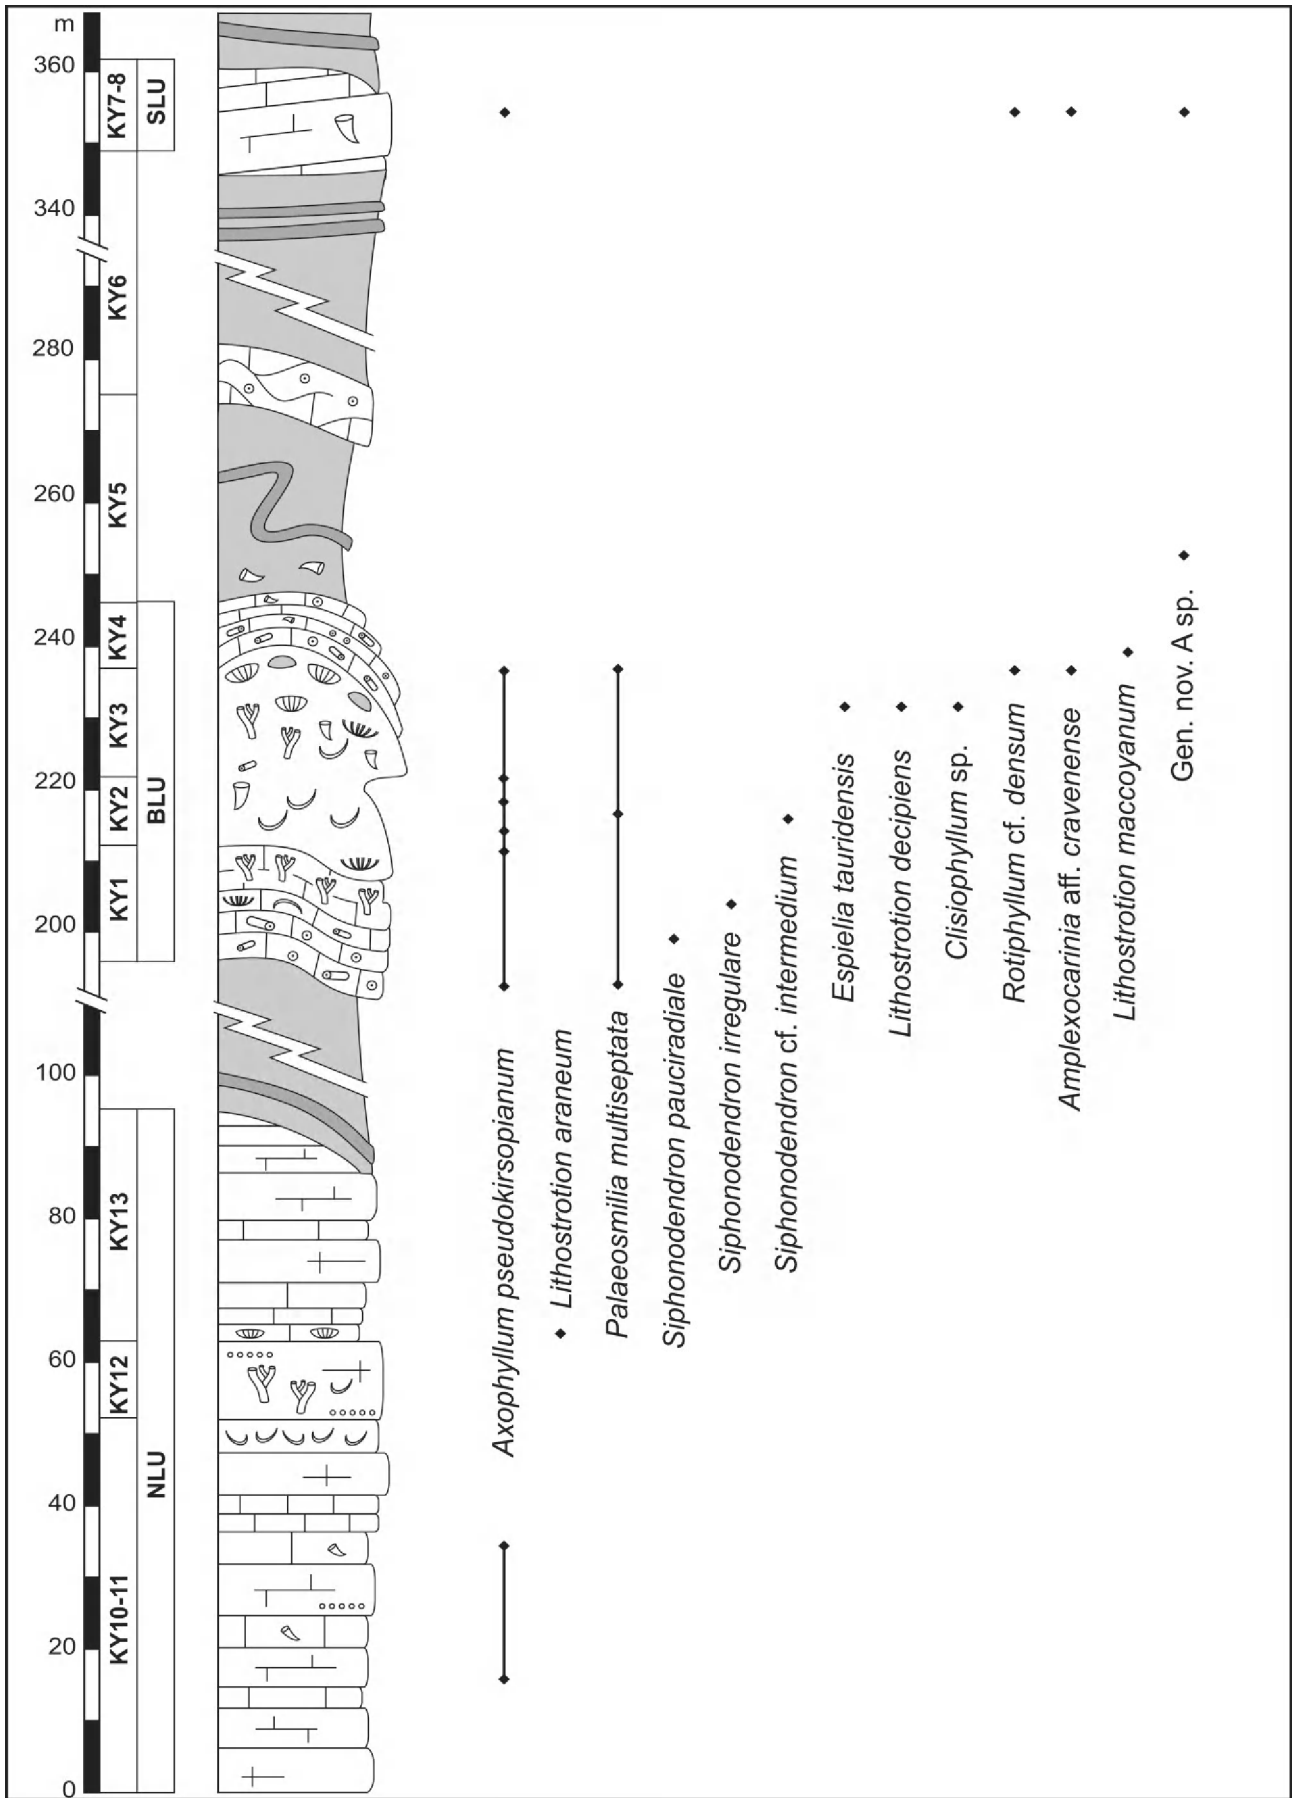 m
360
340
280
260
240
220
200
100
80
60
40
20
0
KY7-8
KY6
KY5
KY4
KY3
KY2
KY1
KY13
KY12
KY10-11
SLU
BLU
NLU
Axophyllum pseudokirsopianum
Lithostrotion araneum
Palaeosmilia multiseptata
Siphonodendron pauciradiale
Siphonodendron irregulare
Siphonodendron cf. intermedium
Espielia tauridensis
Lithostrotion decipiens
Clisiophyllum sp.
Rotiphyllum cf. densum
Amplexocarinia aff. cravenense
Lithostrotion maccoyanum
Gen. nov. A sp.